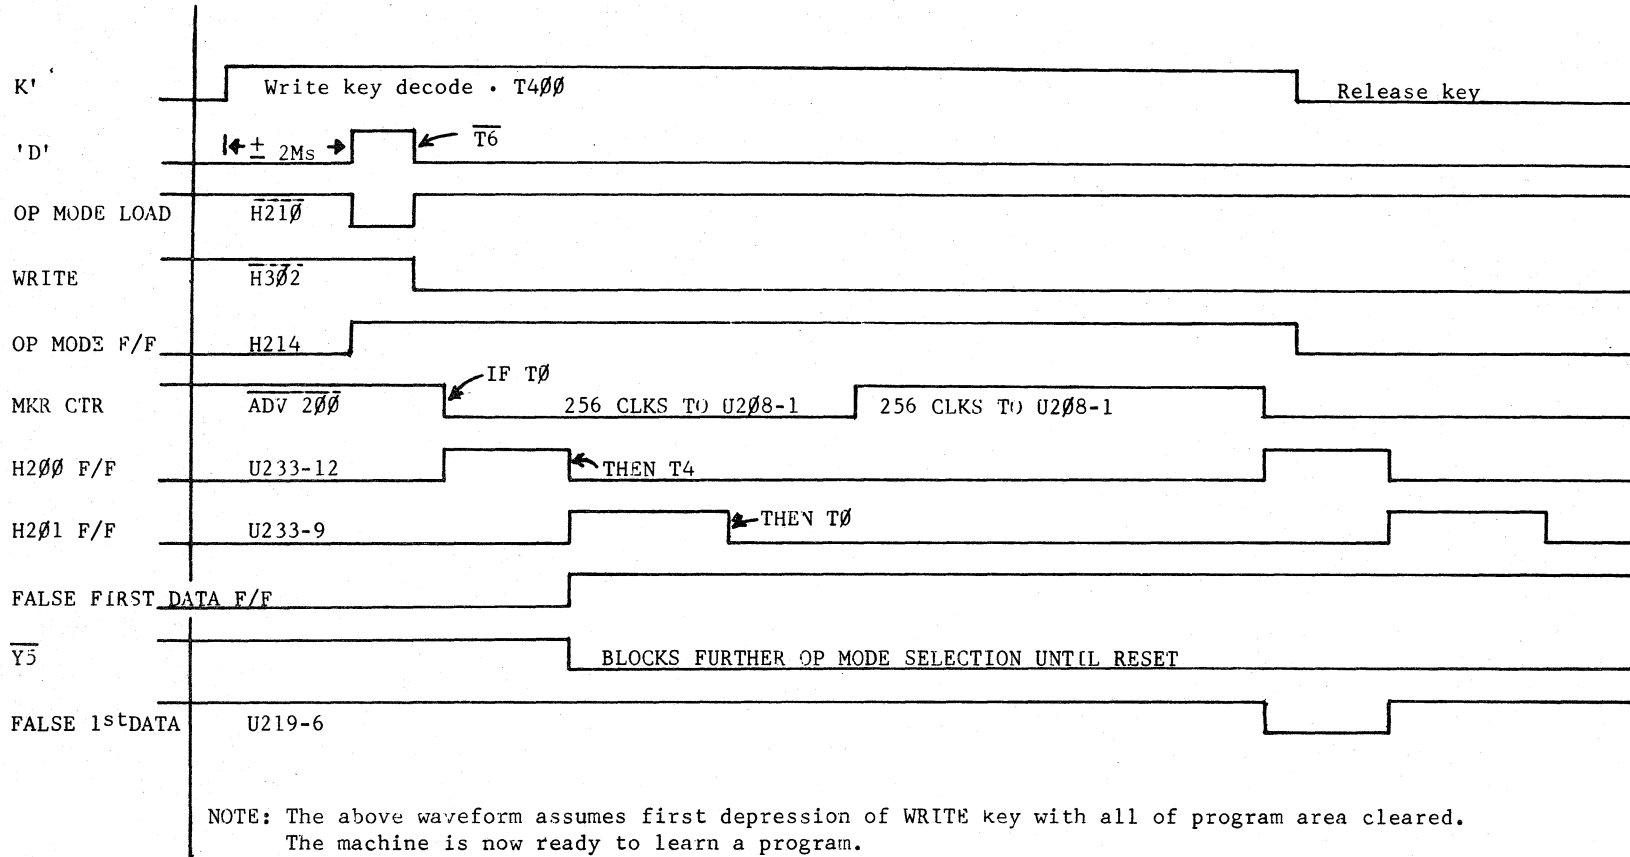 K' Write key decode • T4ØØ Release key
'D' ± 2Ms T6
OP MODE LOAD H21Ø
WRITE H3Ø2
OP MODE F/F H214
IF TØ
MKR CTR ADV 2ØØ 256 CLKS TO U2Ø8-1 256 CLKS TO U2Ø8-1
H2ØØ F/F U233-12 THEN T4
H2Ø1 F/F U233-9 THEN TØ
FALSE FIRST DATA F/F
Y5 BLOCKS FURTHER OP MODE SELECTION UNTIL RESET
FALSE 1st DATA U219-6
NOTE: The above waveform assumes first depression of WRITE key with all of program area cleared.
The machine is now ready to learn a program.